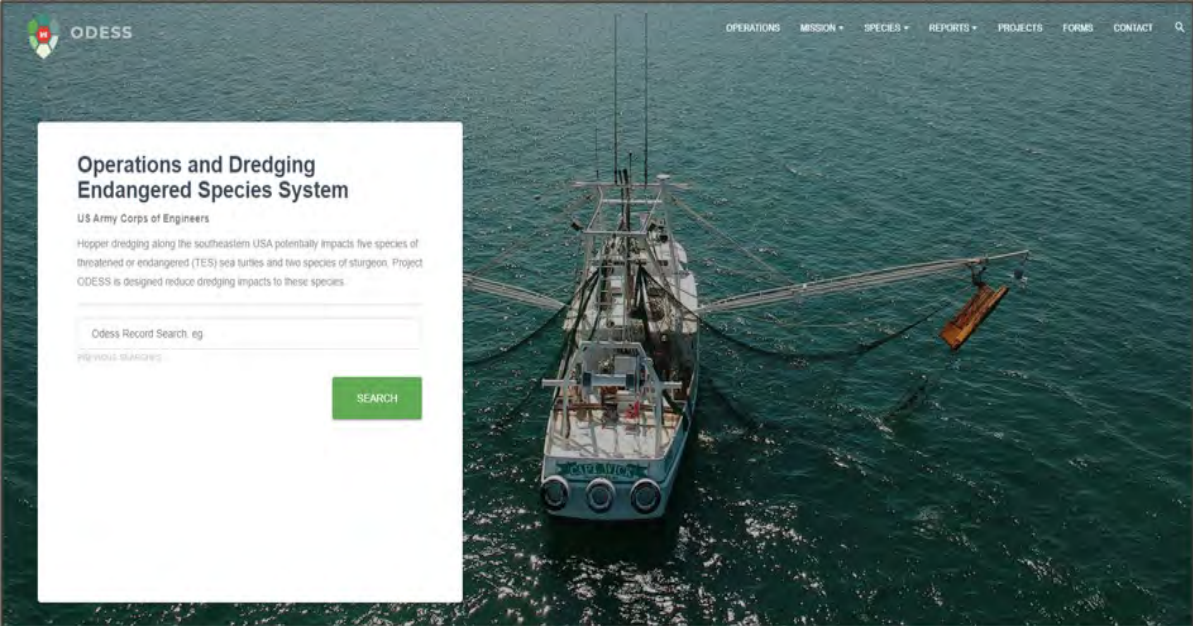 ODESS
OPERATIONS MISSION SPECIES REPORTS PROJECTS FORMS CONTACT
Operations and Dredging
Endangered Species System
US Army Corps of Engineers
Hopper dredging along the southeastern USA potentially impacts five species of
threatened or endangered (TES) sea turtles and two species of sturgeon. Project
ODESS is designed reduce dredging impacts to these species.
Odess Record Search. eg
PREVIOUS SEARCHES
SEARCH